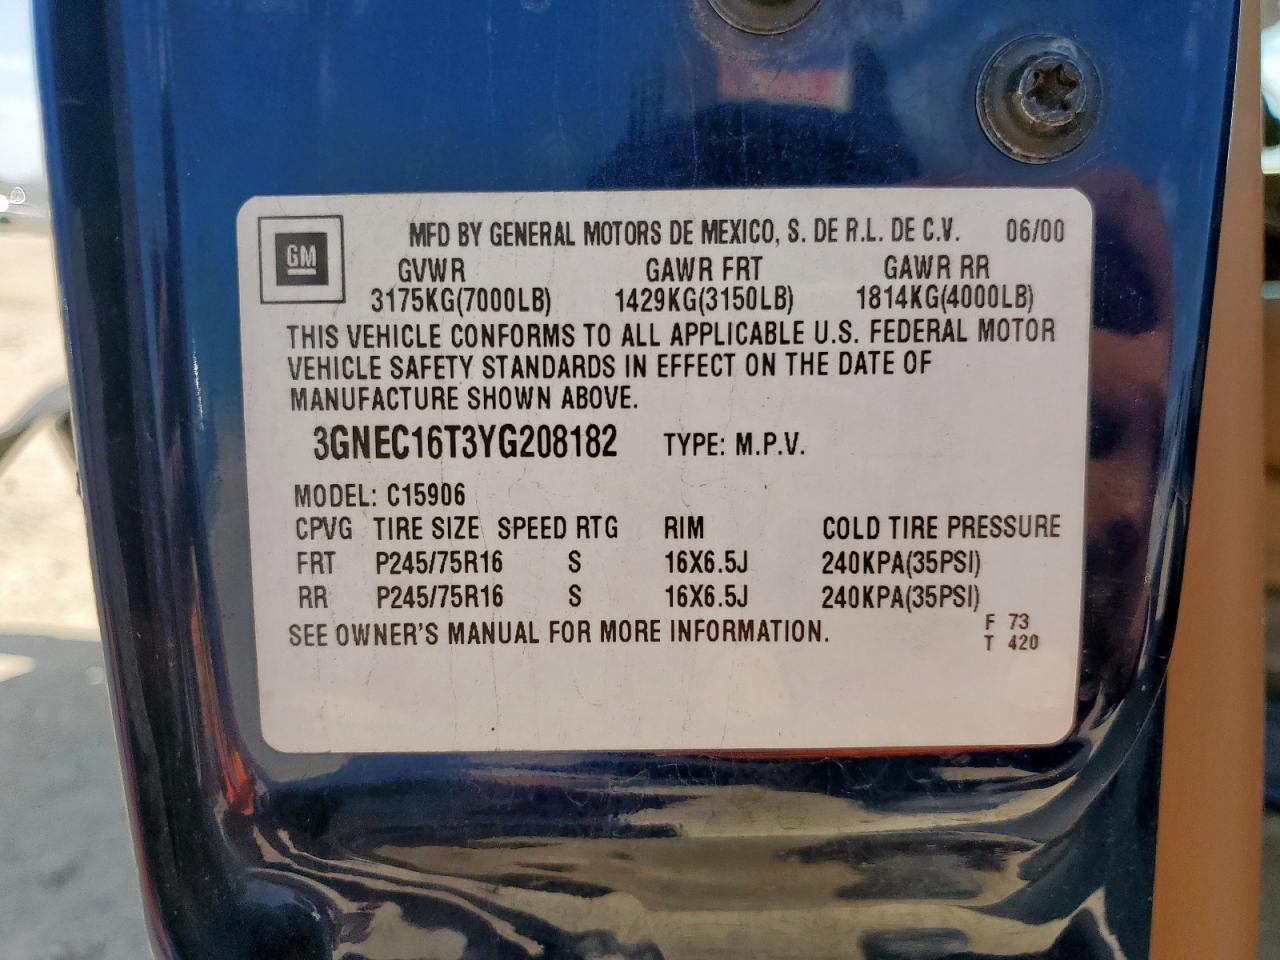 GM
MFD BY GENERAL MOTORS DE MEXICO, S. DE R.L. DE C.V. 06/00
GVWR GAWR FRT GAWR RR
3175KG(7000LB) 1429KG(3150LB) 1814KG(4000LB)
THIS VEHICLE CONFORMS TO ALL APPLICABLE U.S. FEDERAL MOTOR
VEHICLE SAFETY STANDARDS IN EFFECT ON THE DATE OF
MANUFACTURE SHOWN ABOVE.
3GNEC16T3YG208182 TYPE: M.P.V.
MODEL: C15906
CPVG TIRE SIZE SPEED RTG RIM COLD TIRE PRESSURE
FRT P245/75R16 S 16X6.5J 240KPA(35PSI)
RR P245/75R16 S 16X6.5J 240KPA(35PSI)
SEE OWNER'S MANUAL FOR MORE INFORMATION. F 73
T 420